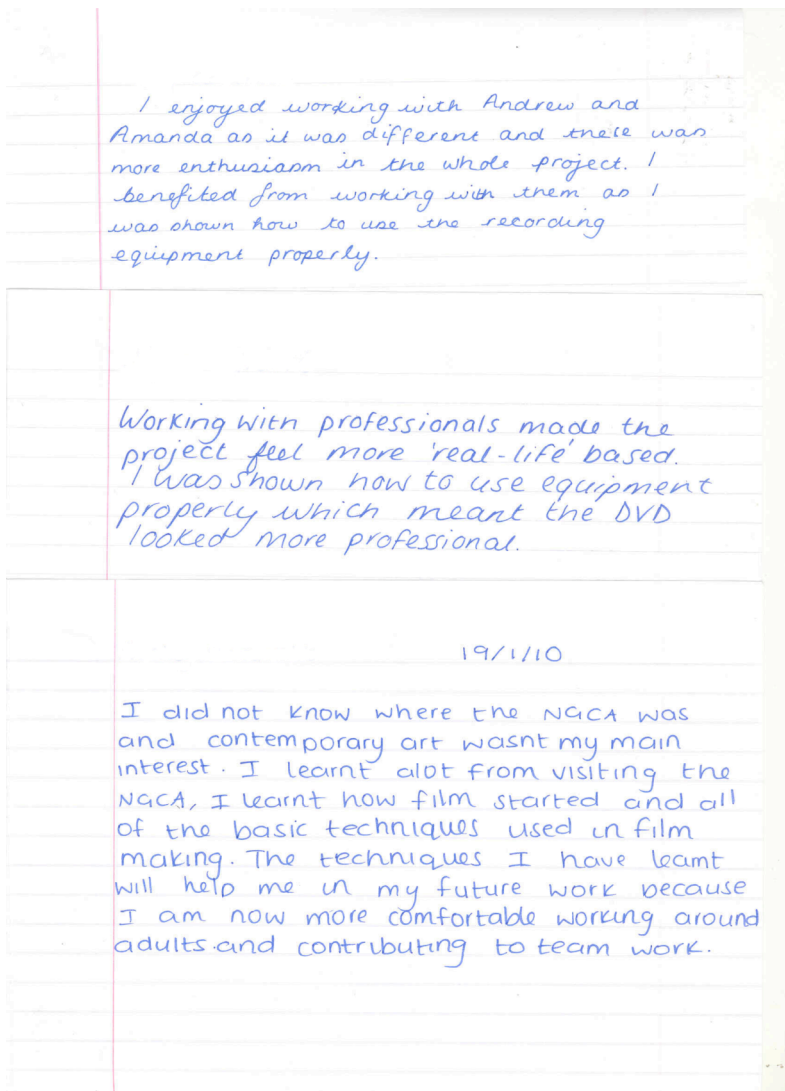 I enjoyed working with Andrew and
Amanda as it was different and there was
more enthusiasm in the whole project. I
benefited from working with them as I
was shown how to use the recording
equipment properly.
Working with professionals made the
project feel more 'real-life' based.
I was shown how to use equipment
properly which meant the DVD
looked more professional.
19/1/10
I did not know where the NGCA was
and contemporary art wasnt my main
interest. I learnt alot from visiting the
NGCA, I learnt how film started and all
of the basic techniques used in film
making. The techniques I have learnt
will help me in my future work because
I am now more comfortable working around
adults and contributing to team work.